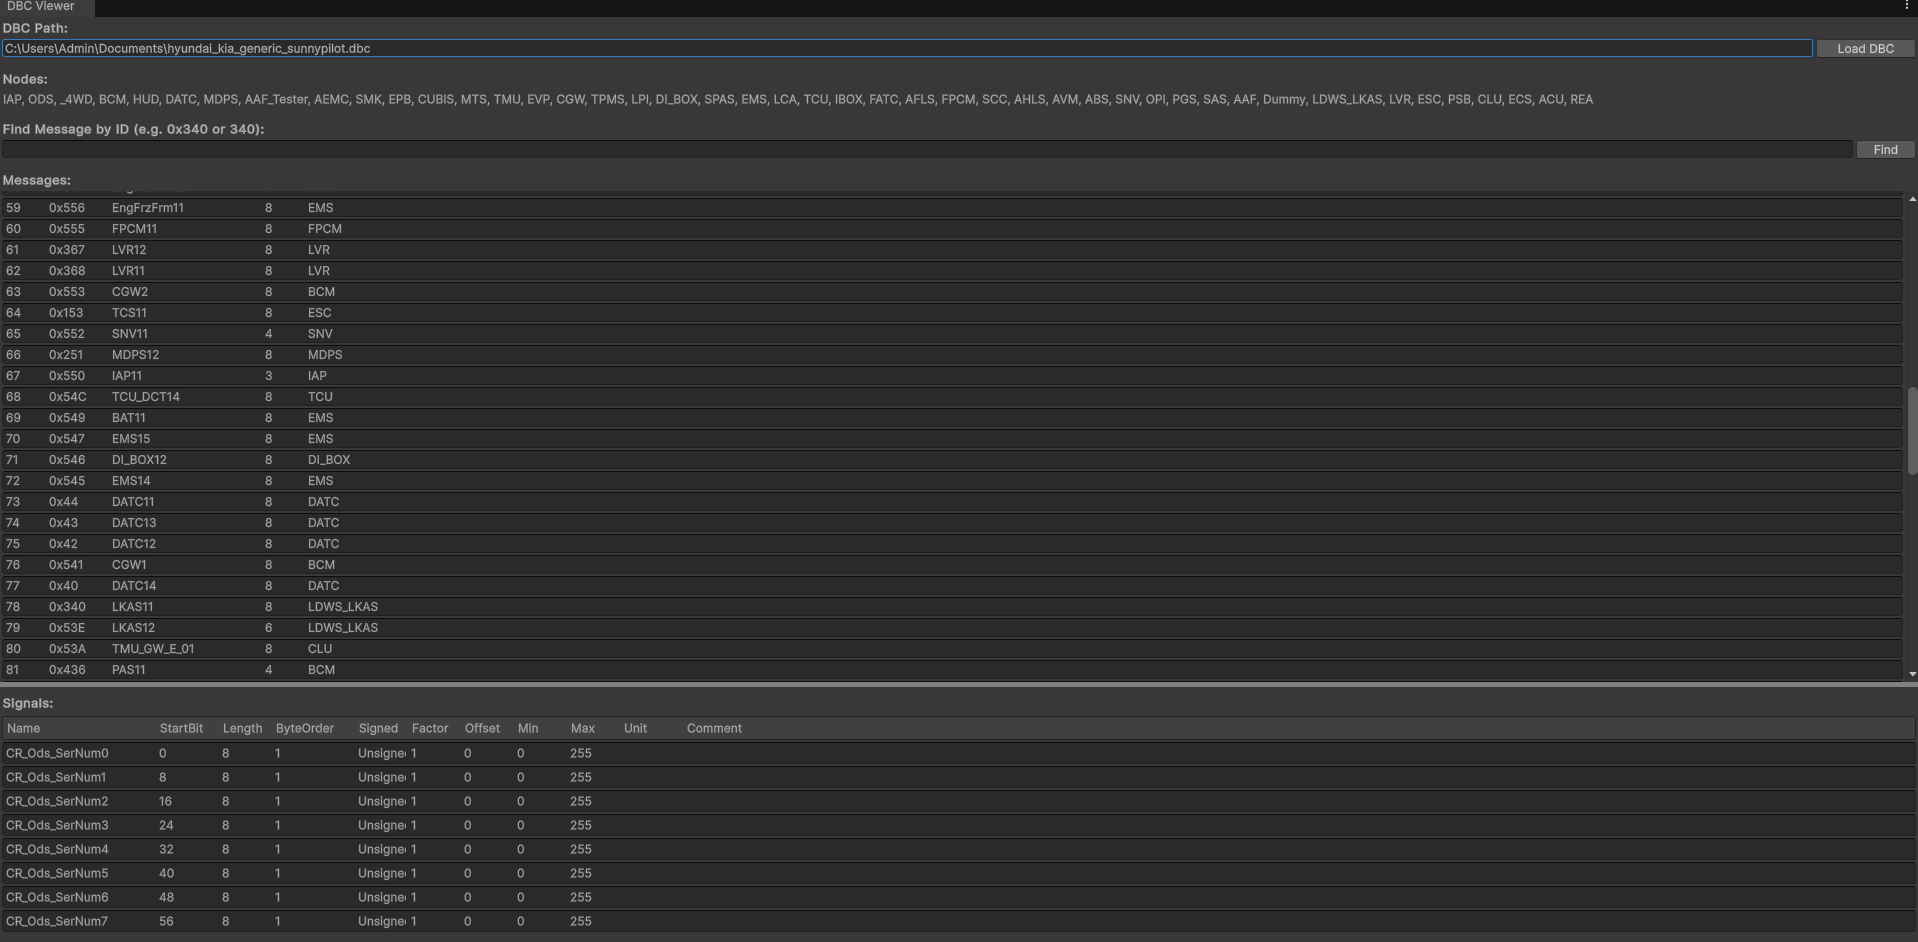 DBC Viewer
DBC Path:
C:\Users\Admin\Documents\hyundai_kia_generic_sunnypilot.dbc Load DBC
Nodes:
IAP, ODS, _4WD, BCM, HUD, DATC, MDPS, AAF_Tester, AEMC, SMK, EPB, CUBIS, MTS, TMU, EVP, CGW, TPMS, LPI, DI_BOX, SPAS, EMS, LCA, TCU, IBOX, FATC, AFLS, FPCM, SCC, AHLS, AVM, ABS, SNV, OPI, PGS, SAS, AAF, Dummy, LDWS_LKAS, LVR, ESC, PSB, CLU, ECS, ACU, REA
Find Message by ID (e.g. 0x340 or 340):
Find
Messages:
59 0x556 EngFrzFrm11 8 EMS
60 0x555 FPCM11 8 FPCM
61 0x367 LVR12 8 LVR
62 0x368 LVR11 8 LVR
63 0x553 CGW2 8 BCM
64 0x153 TCS11 8 ESC
65 0x552 SNV11 4 SNV
66 0x251 MDPS12 8 MDPS
67 0x550 IAP11 3 IAP
68 0x54C TCU_DCT14 8 TCU
69 0x549 BAT11 8 EMS
70 0x547 EMS15 8 EMS
71 0x546 DI_BOX12 8 DI_BOX
72 0x545 EMS14 8 EMS
73 0x44 DATC11 8 DATC
74 0x43 DATC13 8 DATC
75 0x42 DATC12 8 DATC
76 0x541 CGW1 8 BCM
77 0x40 DATC14 8 DATC
78 0x340 LKAS11 8 LDWS_LKAS
79 0x53E LKAS12 6 LDWS_LKAS
80 0x53A TMU_GW_E_01 8 CLU
81 0x436 PAS11 4 BCM
Signals:
Name StartBit Length ByteOrder Signed Factor Offset Min Max Unit Comment
CR_Ods_SerNum0 0 8 1 Unsigne 1 0 0 255
CR_Ods_SerNum1 8 8 1 Unsigne 1 0 0 255
CR_Ods_SerNum2 16 8 1 Unsigne 1 0 0 255
CR_Ods_SerNum3 24 8 1 Unsigne 1 0 0 255
CR_Ods_SerNum4 32 8 1 Unsigne 1 0 0 255
CR_Ods_SerNum5 40 8 1 Unsigne 1 0 0 255
CR_Ods_SerNum6 48 8 1 Unsigne 1 0 0 255
CR_Ods_SerNum7 56 8 1 Unsigne 1 0 0 255